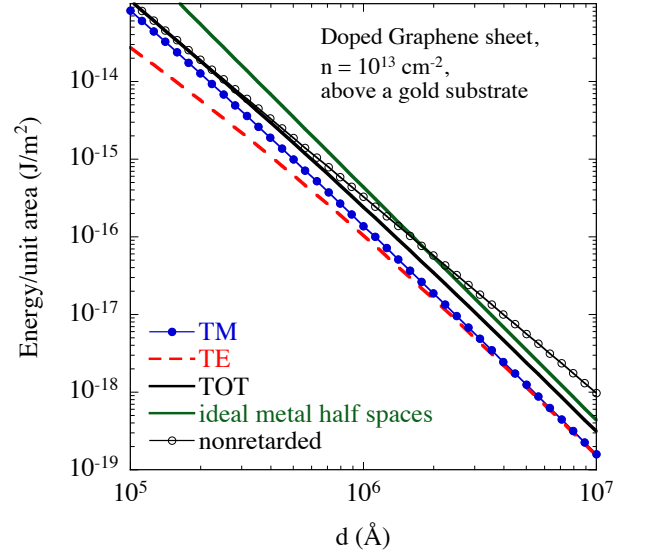 Doped Graphene sheet,
n = 10¹³ cm⁻²,
above a gold substrate
Energy/unit area (J/m²)
10⁻¹⁴
10⁻¹⁵
10⁻¹⁶
10⁻¹⁷
10⁻¹⁸
10⁻¹⁹
TM
TE
TOT
ideal metal half spaces
nonretarded
10⁵ 10⁶ 10⁷
d (Å)